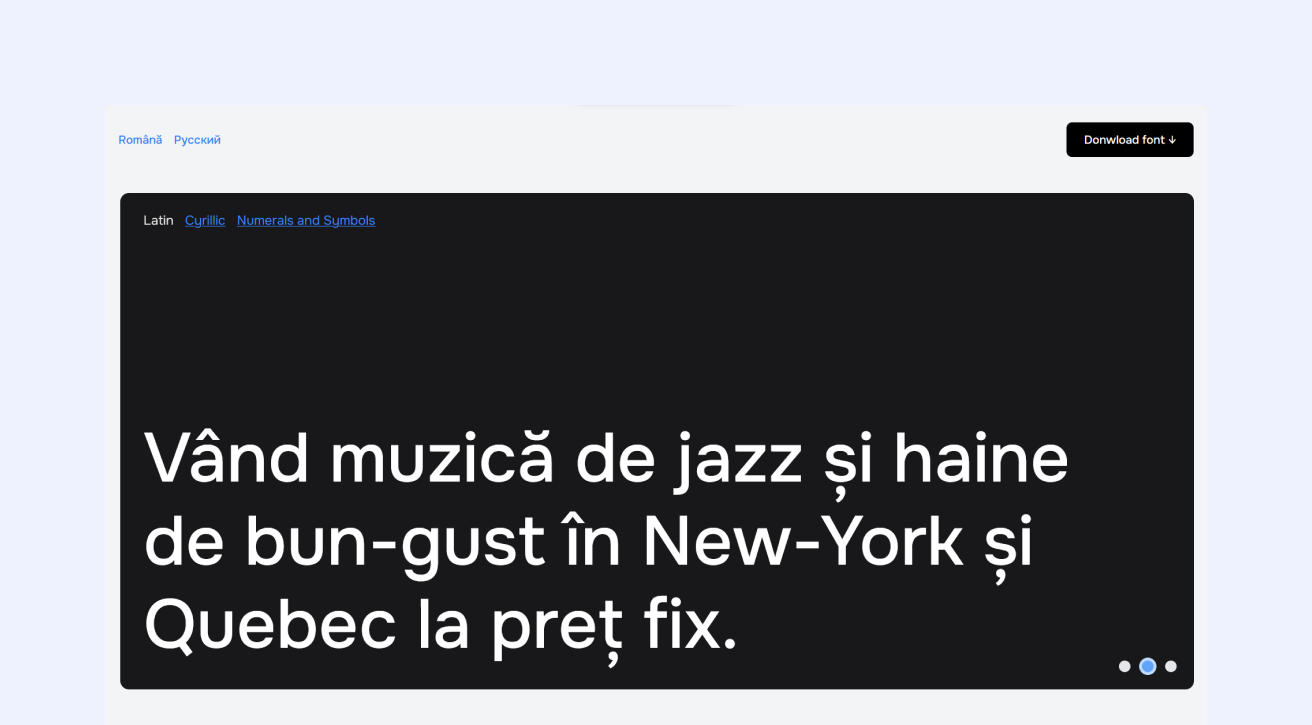 Română Русский
Donwload font ↓
Latin Cyrillic Numerals and Symbols
Vând muzică de jazz și haine
de bun-gust în New-York și
Quebec la preț fix.